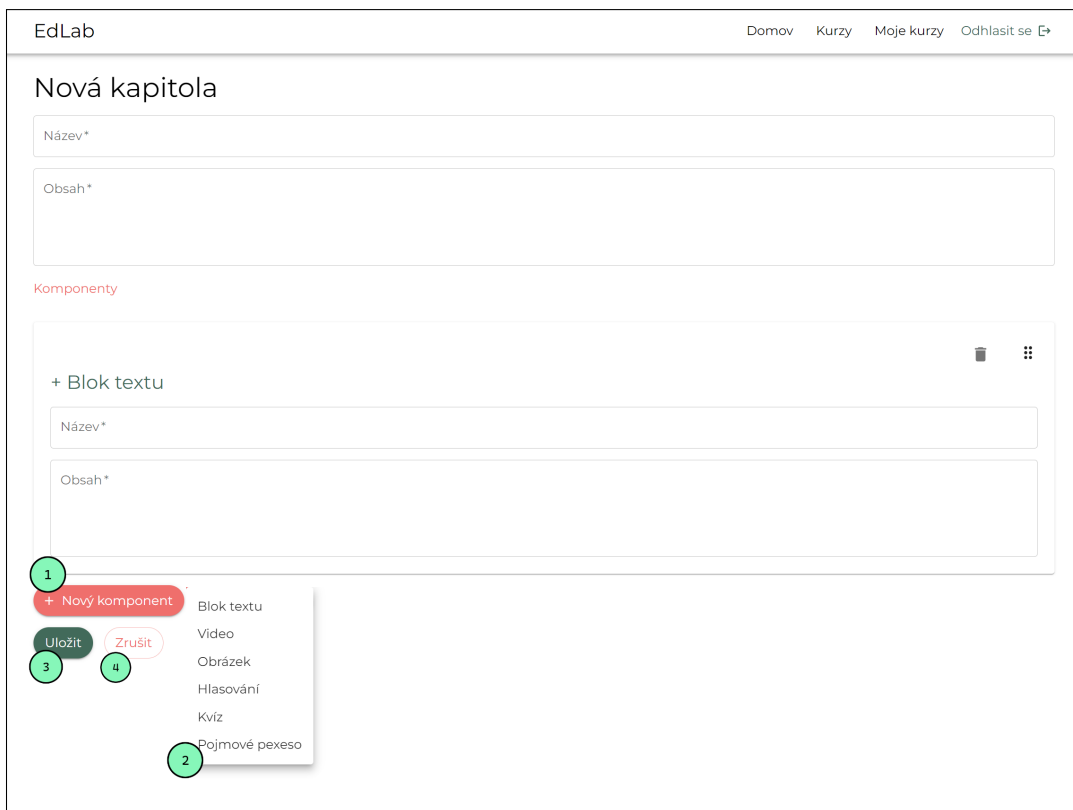 EdLab Domov Kurzy Moje kurzy Odhlasit se
Nová kapitola
Název*
Obsah*
Komponenty
+ Blok textu
Název*
Obsah*
1
+ Nový komponent
Uložit Zrušit
3 4
Blok textu
Video
Obrázek
Hlasování
Kvíz
Pojmové pexeso
2